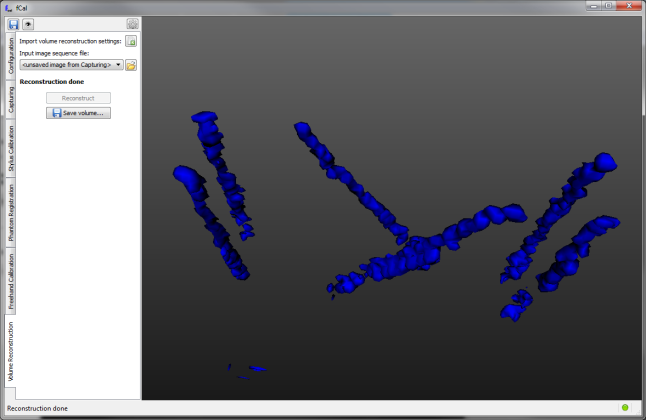 fCal
Import volume reconstruction settings:
Input image sequence file:
<unsaved image from Capturing>
Reconstruction done
Reconstruct
Save volume...
Configuration
Capturing
Stylus Calibration
Phantom Registration
Freehand Calibration
Volume Reconstruction
Reconstruction done